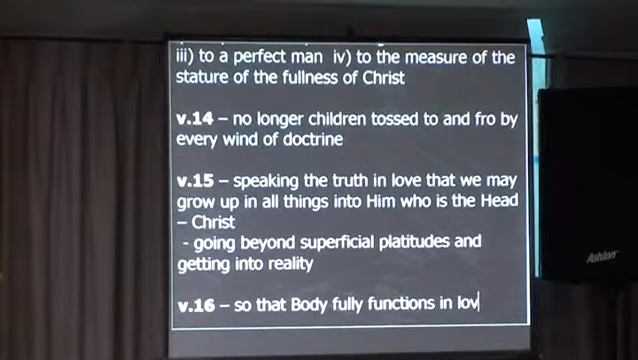 iii) to a perfect man iv) to the measure of the
stature of the fullness of Christ
v.14 – no longer children tossed to and fro by
every wind of doctrine
v.15 – speaking the truth in love that we may
grow up in all things into Him who is the Head
– Christ
- going beyond superficial platitudes and
getting into reality
v.16 – so that Body fully functions in lov
Ashton